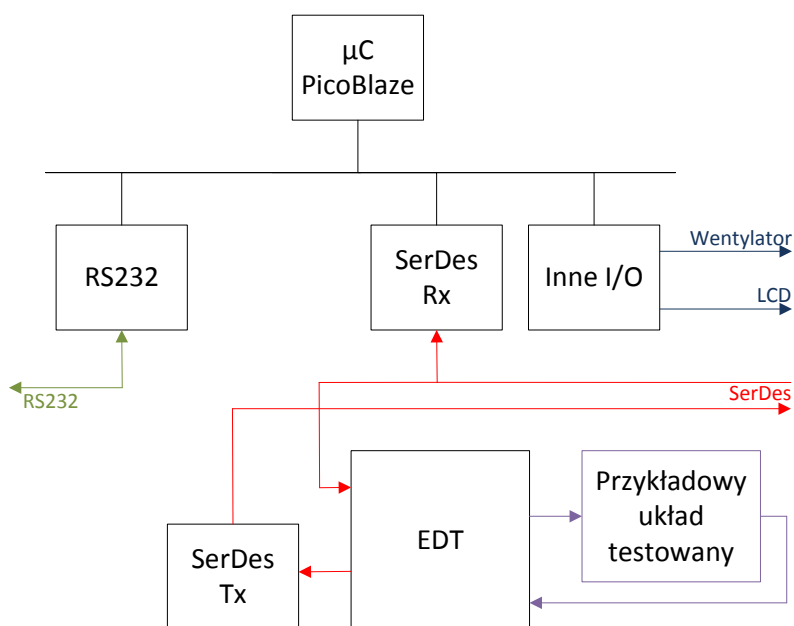 µC
PicoBlaze
RS232
SerDes
Rx
Inne I/O
Wentylator
LCD
RS232
SerDes
SerDes
Tx
EDT
Przykładowy
układ
testowany